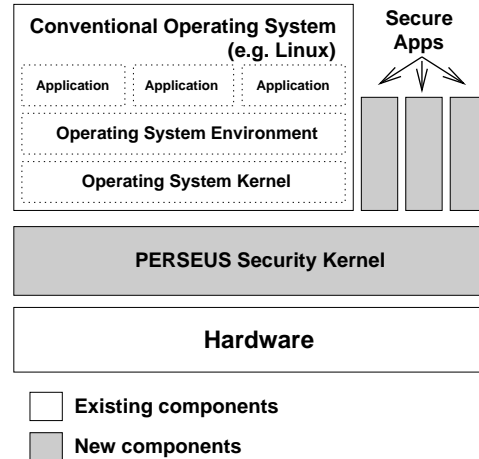 Conventional Operating System
(e.g. Linux)
Secure
Apps
Application Application Application
Operating System Environment
Operating System Kernel
PERSEUS Security Kernel
Hardware
Existing components
New components